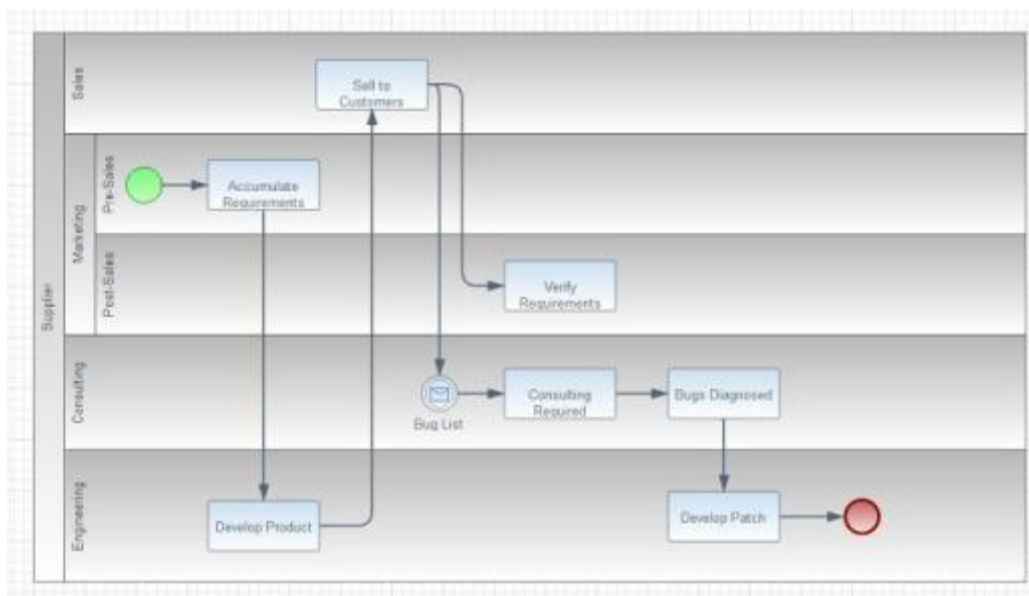 Supplier
Sales
Sell to
Customers
Marketing
Pre-Sales
Accumulate
Requirements
Post-Sales
Verify
Requirements
Consulting
Bug List
Consulting
Required
Bugs Diagnosed
Engineering
Develop Product
Develop Patch